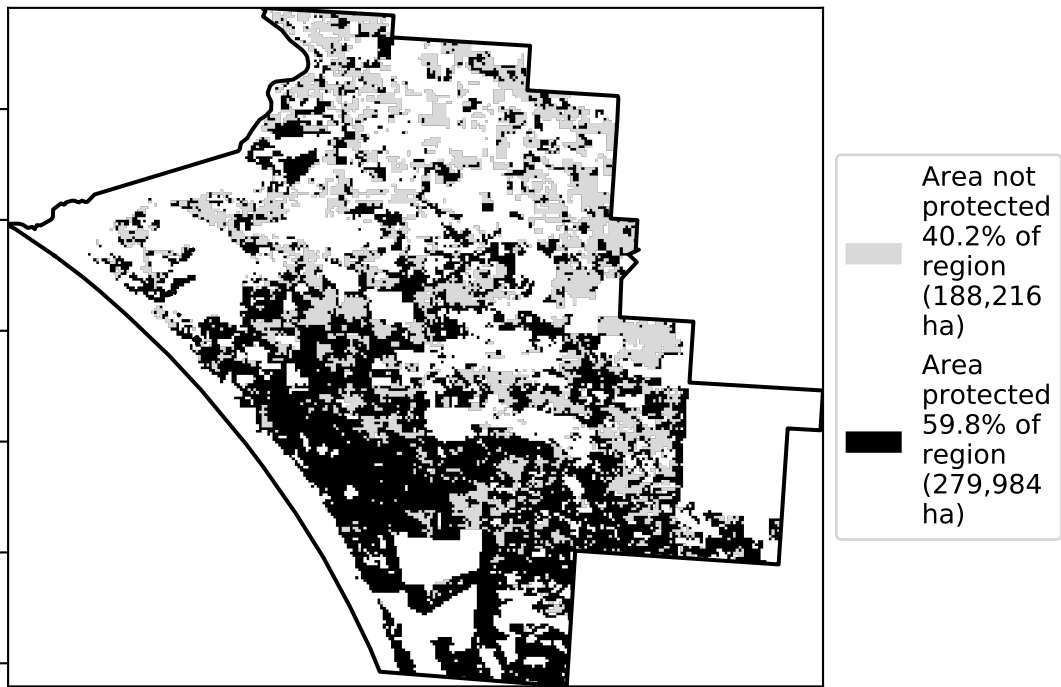 Area not
protected
40.2% of
region
(188,216
ha)
Area
protected
59.8% of
region
(279,984
ha)